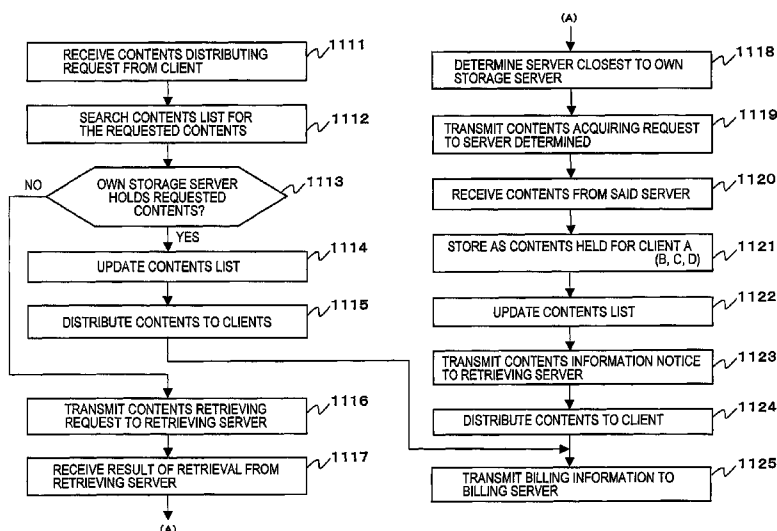 RECEIVE CONTENTS DISTRIBUTING
REQUEST FROM CLIENT
1111
SEARCH CONTENTS LIST FOR
THE REQUESTED CONTENTS
1112
NO
OWN STORAGE SERVER
HOLDS REQUESTED
CONTENTS?
1113
YES
UPDATE CONTENTS LIST
1114
DISTRIBUTE CONTENTS TO CLIENTS
1115
TRANSMIT CONTENTS RETRIEVING
REQUEST TO RETRIEVING SERVER
1116
RECEIVE RESULT OF RETRIEVAL FROM
RETRIEVING SERVER
1117
(A)
(A)
DETERMINE SERVER CLOSEST TO OWN
STORAGE SERVER
1118
TRANSMIT CONTENTS ACQUIRING REQUEST
TO SERVER DETERMINED
1119
RECEIVE CONTENTS FROM SAID SERVER
1120
STORE AS CONTENTS HELD FOR CLIENT A
(B, C, D)
1121
UPDATE CONTENTS LIST
1122
TRANSMIT CONTENTS INFORMATION NOTICE
TO RETRIEVING SERVER
1123
DISTRIBUTE CONTENTS TO CLIENT
1124
TRANSMIT BILLING INFORMATION TO
BILLING SERVER
1125